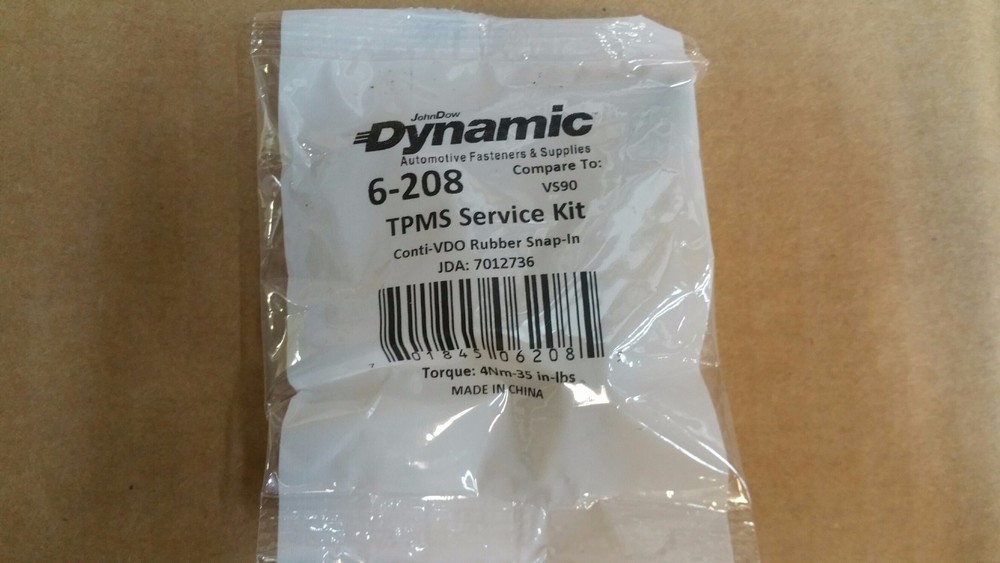 JohnDow
Dynamic
Automotive Fasteners & Supplies
6-208
Compare To:
VS90
TPMS Service Kit
Conti-VDO Rubber Snap-In
JDA: 7012736
7 01845 06208
Torque: 4Nm-35 in-lbs
MADE IN CHINA